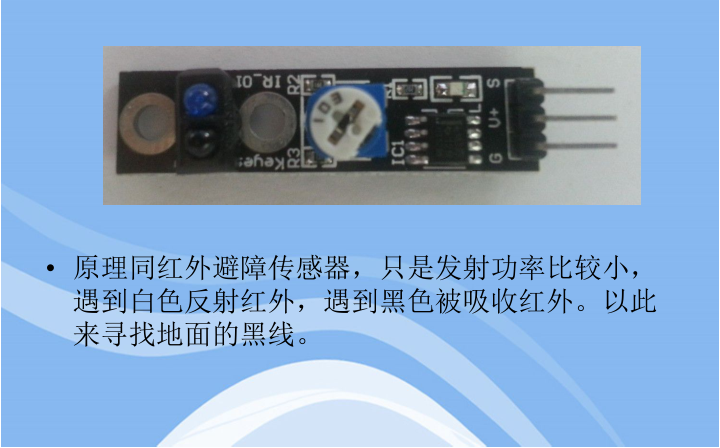 IR_01
R2
S
103
V+
L
IC1
R3
Keyes
G
• 原理同红外避障传感器，只是发射功率比较小，
遇到白色反射红外，遇到黑色被吸收红外。以此
来寻找地面的黑线。